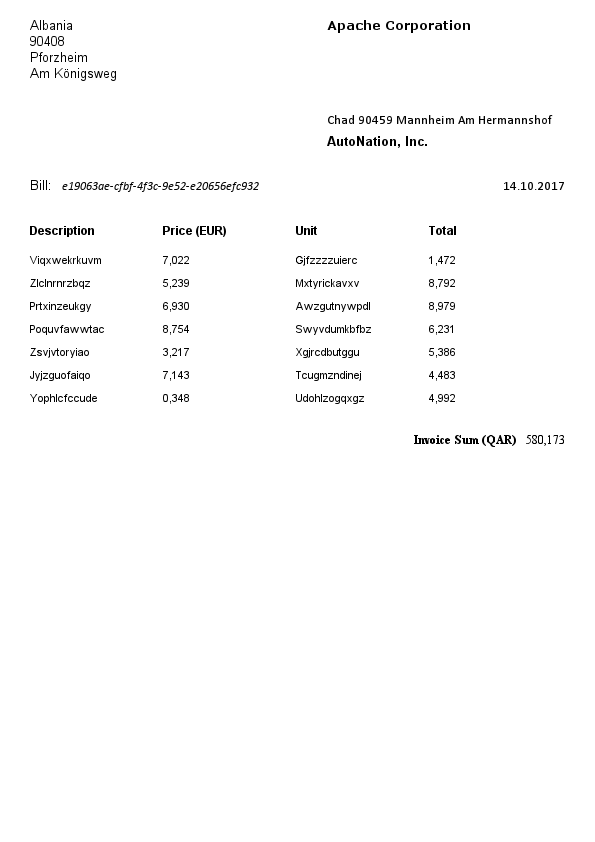 Albania
90408
Pforzheim
Am Königsweg
Apache Corporation
Chad 90459 Mannheim Am Hermannshof
AutoNation, Inc.
Bill: e19063ae-cfbf-4f3c-9e52-e20656efc932 14.10.2017
Description Price (EUR) Unit Total
Viqxwekrkuvm 7,022 Gjfzzzzuierc 1,472
Zlclnrnrzbqz 5,239 Mxtyrickavxv 8,792
Prtxinzeukgy 6,930 Awzgutnywpdl 8,979
Poquvfawwtac 8,754 Swyvdumkbfbz 6,231
Zsvjvtoryiao 3,217 Xgjrcdbutggu 5,386
Jyjzguofaiqo 7,143 Tcugmzndinej 4,483
Yophlcfccude 0,348 Udohlzogqxgz 4,992
Invoice Sum (QAR) 580,173